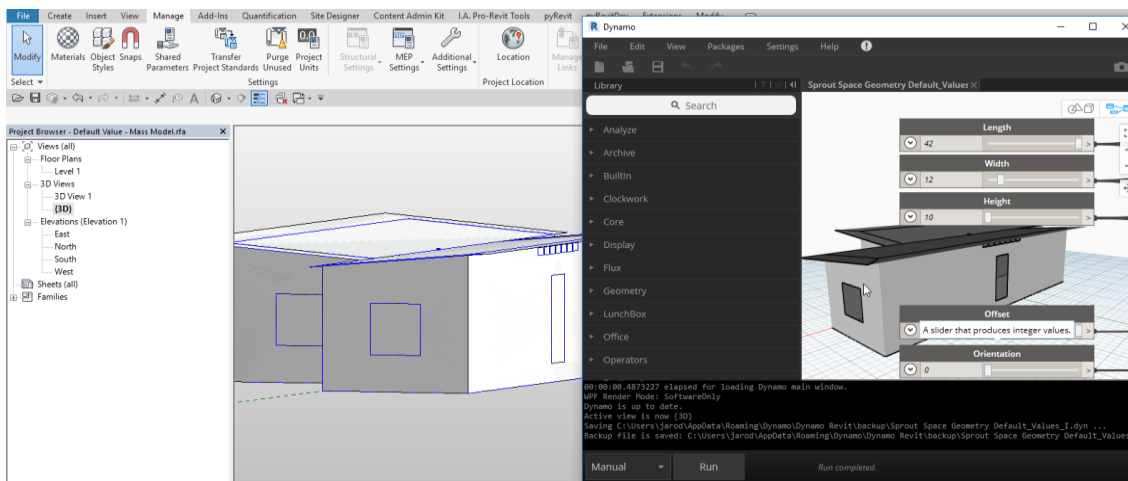 File Architecture Create Insert View Manage Add-Ins Quantification Site Designer Content Admin Kit I.A. Pro-Revit Tools pyRevit
Modify
Materials
Object Styles
Snaps
Shared Parameters
Transfer Project Standards
Purge Unused
Project Units
Structural Settings
MEP Settings
Additional Settings
Location
Manage Links
Select
Settings
Project Location
Project Browser - Default Value - Mass Model.rfa
Views (all)
Floor Plans
Level 1
3D Views
3D View 1
{3D}
Elevations (Elevation 1)
East
North
South
West
Sheets (all)
Families
Dynamo
File Edit View Packages Settings Help
Library
Sprout Space Geometry Default_Values
Search
Analyze
Archive
BuiltIn
Clockwork
Core
Display
Flux
Geometry
LunchBox
Office
Operators
Length
42
>
Width
12
>
Height
10
>
Offset
A slider that produces integer values.
>
Orientation
0
>
00:00:00.4873227 elapsed for loading Dynamo main window.
WPF Render Mode: SoftwareOnly
Dynamo is up to date.
Active view is now {3D}
Saving C:\Users\jarod\AppData\Roaming\Dynamo\Dynamo Revit\backup\Sprout Space Geometry Default_Values_I.dyn ...
Backup file is saved: C:\Users\jarod\AppData\Roaming\Dynamo\Dynamo Revit\backup\Sprout Space Geometry Default_Values
Manual
Run
Run completed.